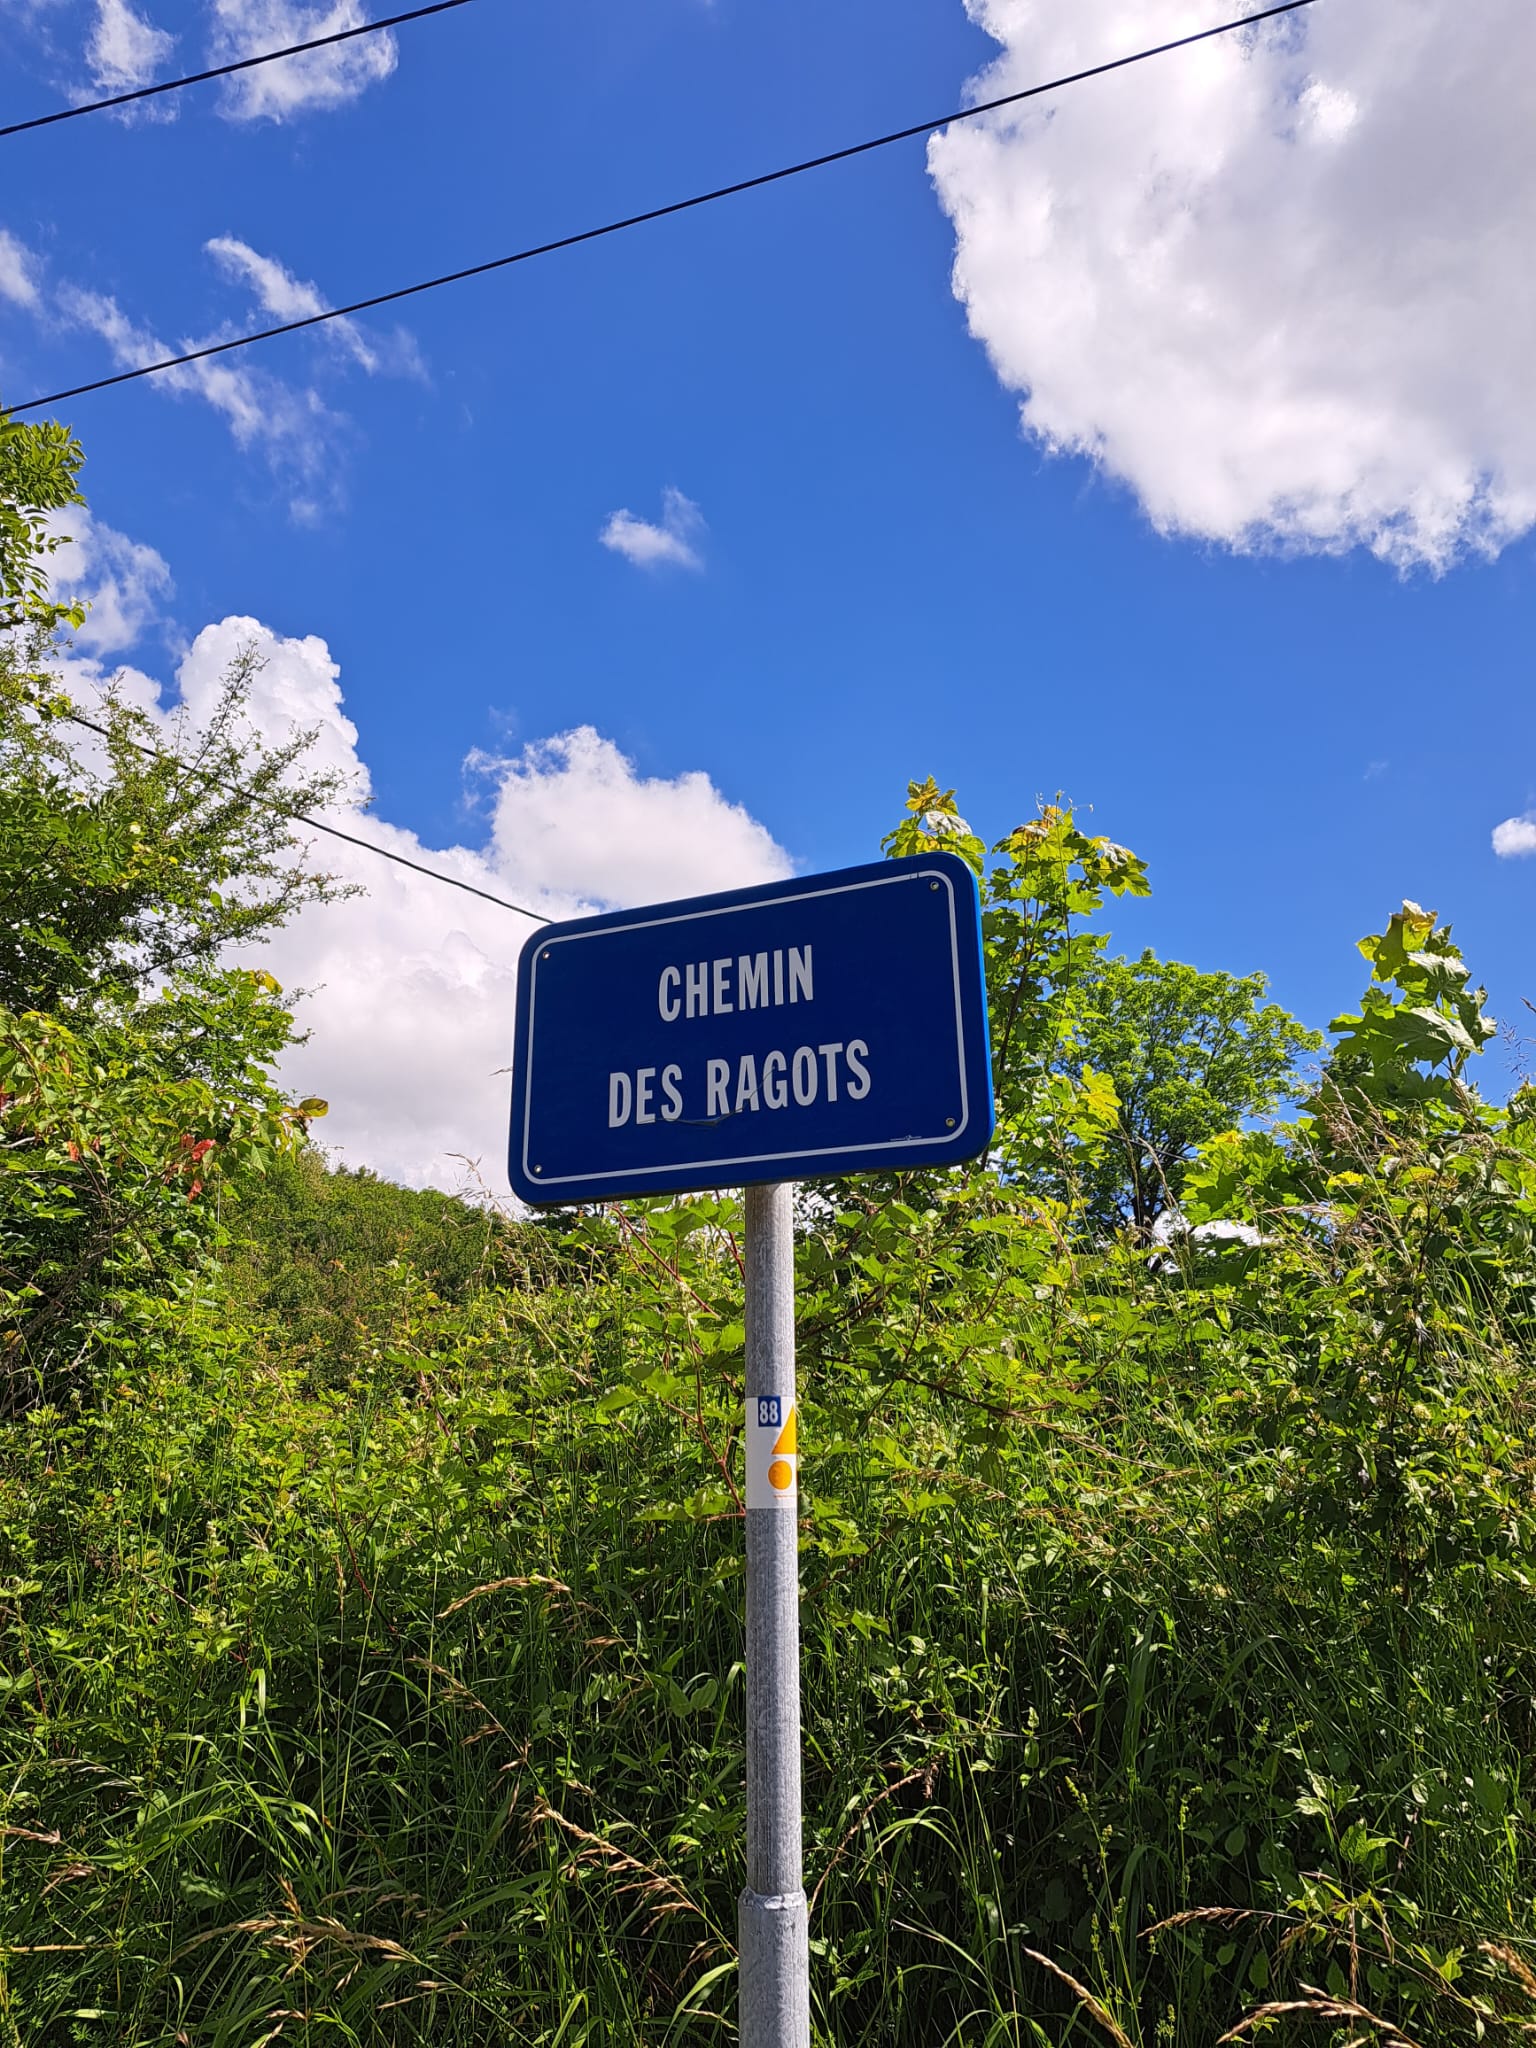 CHEMIN
DES RAGOTS
88